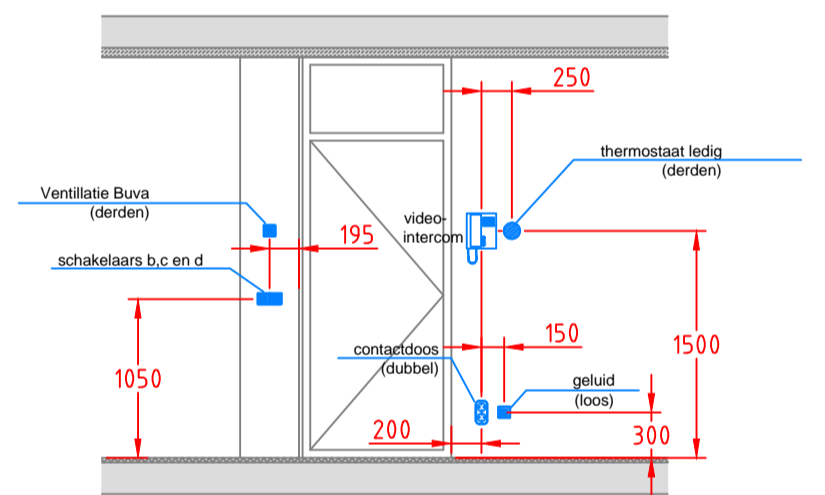 250
thermostaat ledig
(derden)
Ventillatie Buva
(derden)
video-
intercom
195
schakelaars b,c en d
150
1500
contactdoos
(dubbel)
1050
geluid
(loos)
200
300